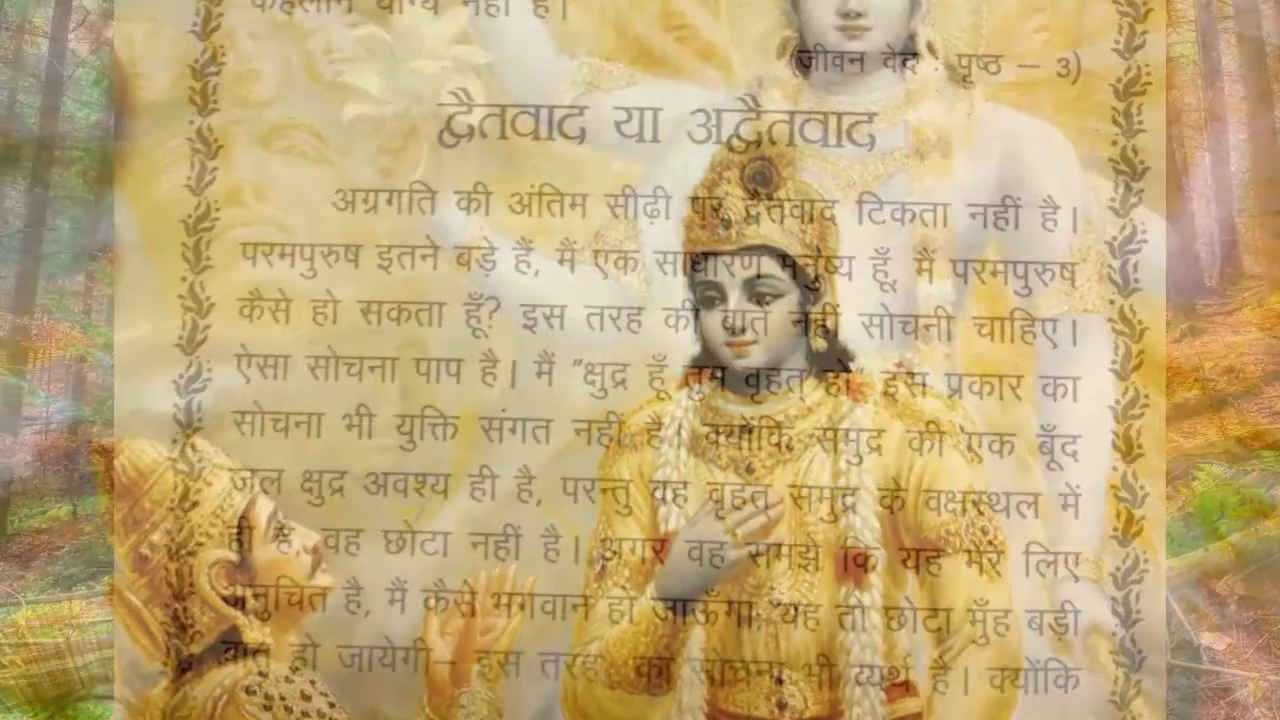 कहलाने योग्य नहीं है।
(जीवन वेद : पृष्ठ – 3)
द्वैतवाद या अद्वैतवाद
अग्रगति की अंतिम सीढ़ी पर द्वैतवाद टिकता नहीं है।
परमपुरुष इतने बड़े हैं, मैं एक साधारण मनुष्य हूँ, मैं परमपुरुष
कैसे हो सकता हूँ? इस तरह की बातें नहीं सोचनी चाहिए।
ऐसा सोचना पाप है। मैं "क्षुद्र हूँ तुम वृहत् हो" इस प्रकार का
सोचना भी युक्ति संगत नहीं है। क्योंकि समुद्र की एक बूँद
जल क्षुद्र अवश्य ही है, परन्तु वह वृहत् समुद्र के वक्षस्थल में
ही है, वह छोटा नहीं है। अगर वह समझे कि यह मेरे लिए
अनुचित है, मैं कैसे भगवान हो जाऊँगा, यह तो छोटा मुँह बड़ी
बात हो जायेगी– इस तरह का सोचना भी व्यर्थ है। क्योंकि